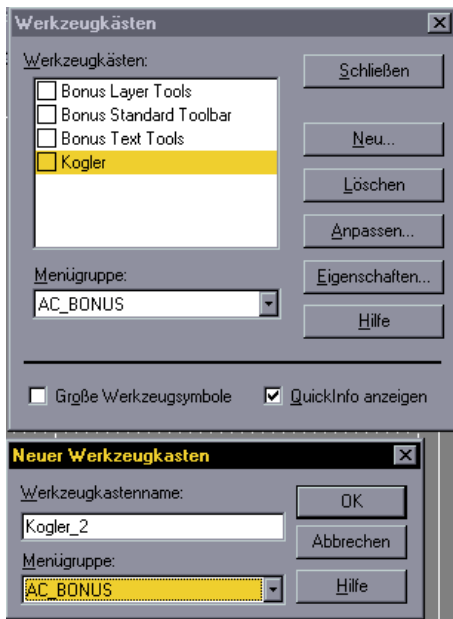 Werkzeugkästen
Werkzeugkästen:
Bonus Layer Tools
Bonus Standard Toolbar
Bonus Text Tools
Kogler
Schließen
Neu...
Löschen
Anpassen...
Eigenschaften...
Hilfe
Menügruppe:
AC_BONUS
Große Werkzeugsymbole
QuickInfo anzeigen
Neuer Werkzeugkasten
Werkzeugkastenname:
Kogler_2
Menügruppe:
AC_BONUS
OK
Abbrechen
Hilfe